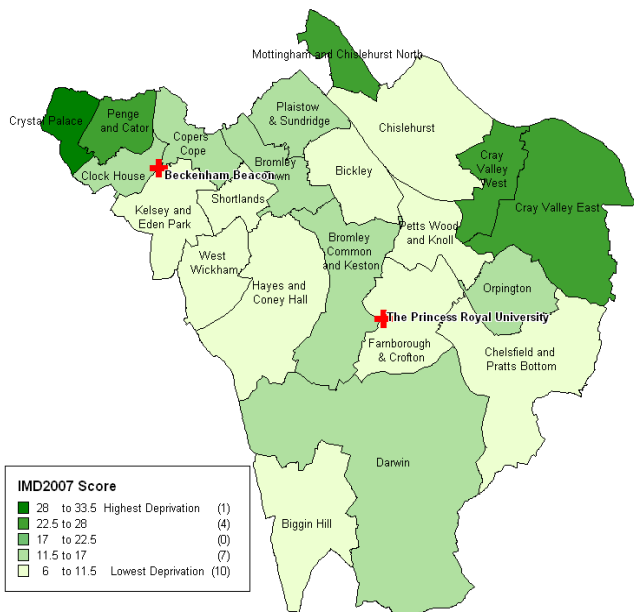 Mottingham and Chislehurst North
Crystal Palace
Penge
and Cator
Copers
Cope
Plaistow
& Sundridge
Chislehurst
Clock House
Beckenham Beacon
Bromley
Town
Bickley
Cray
Valley
West
Cray Valley East
Kelsey and
Eden Park
Shortlands
Petts Wood
and Knoll
West
Wickham
Hayes and
Coney Hall
Bromley
Common
and Keston
Orpington
The Princess Royal University
Farnborough
& Crofton
Chelsfield and
Pratts Bottom
Darwin
Biggin Hill
IMD2007 Score
28 to 33.5 Highest Deprivation (1)
22.5 to 28 (4)
17 to 22.5 (0)
11.5 to 17 (7)
6 to 11.5 Lowest Deprivation (10)